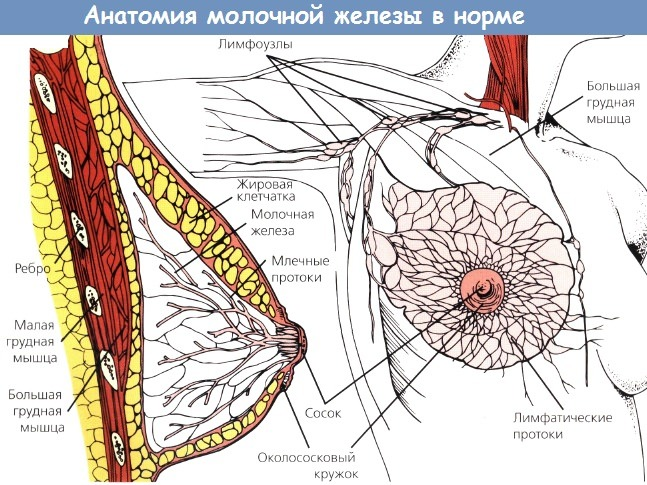 Анатомия молочной железы в норме
Лимфоузлы
Большая
грудная
мышца
Жировая
клетчатка
Молочная
железа
Млечные
протоки
Ребро
Малая
грудная
мышца
Большая
грудная
мышца
Сосок
Околососковый
кружок
Лимфатические
протоки